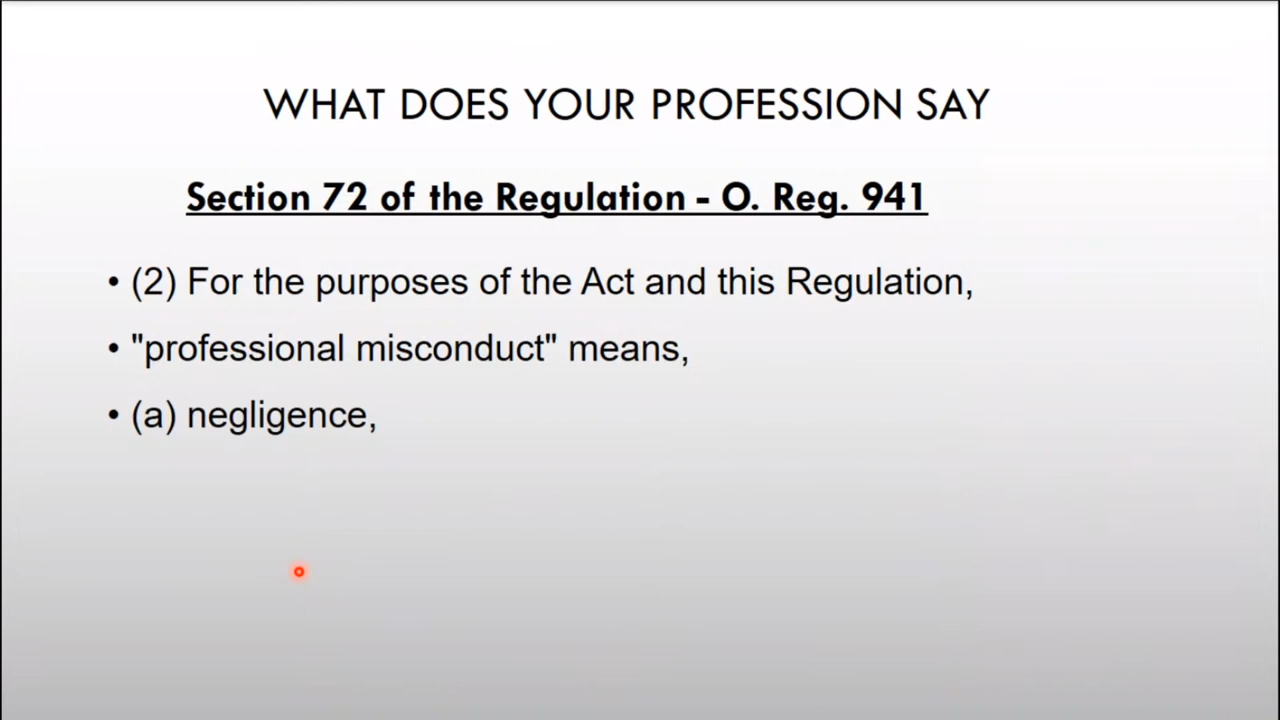 WHAT DOES YOUR PROFESSION SAY
Section 72 of the Regulation - O. Reg. 941
• (2) For the purposes of the Act and this Regulation,
• "professional misconduct" means,
• (a) negligence,